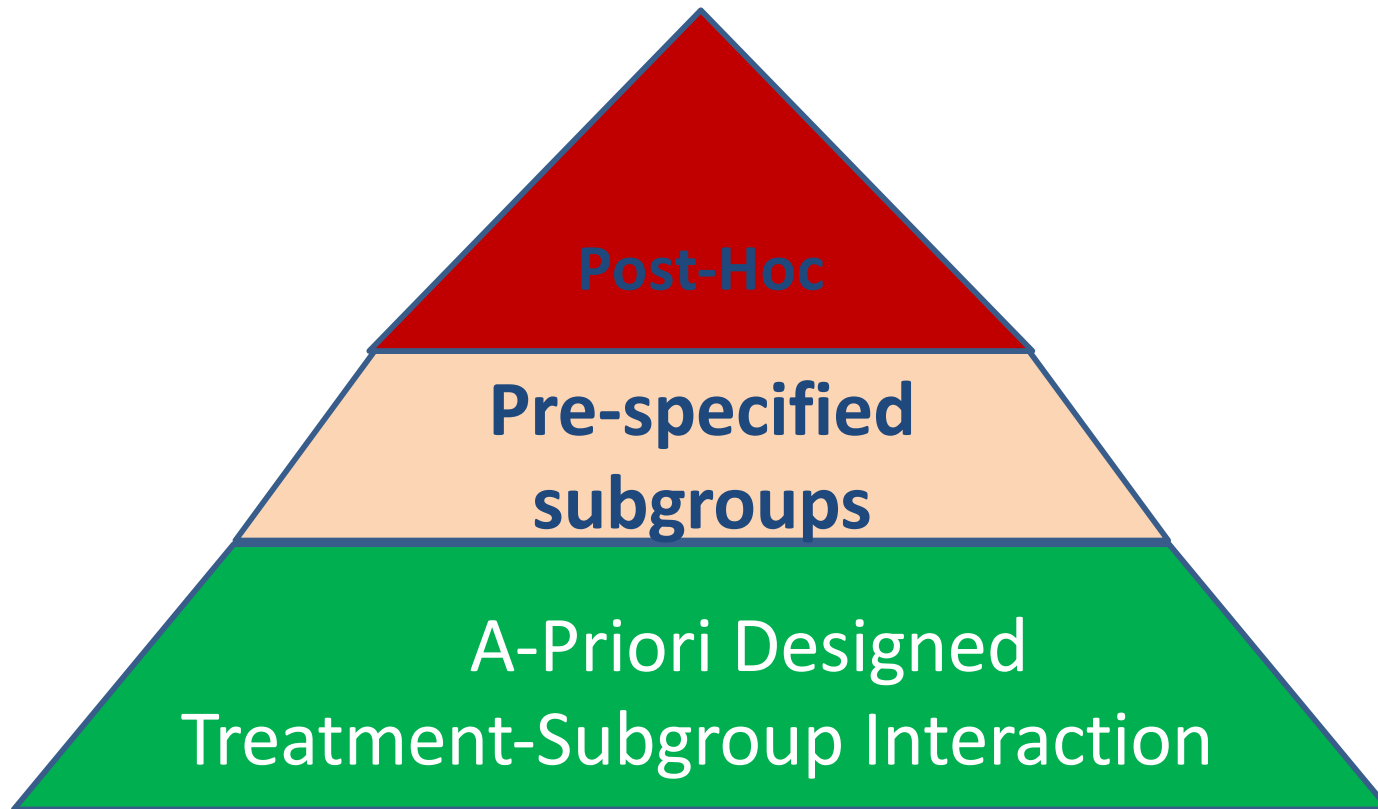 Post-Hoc
Pre-specified
subgroups
A-Priori Designed
Treatment-Subgroup Interaction